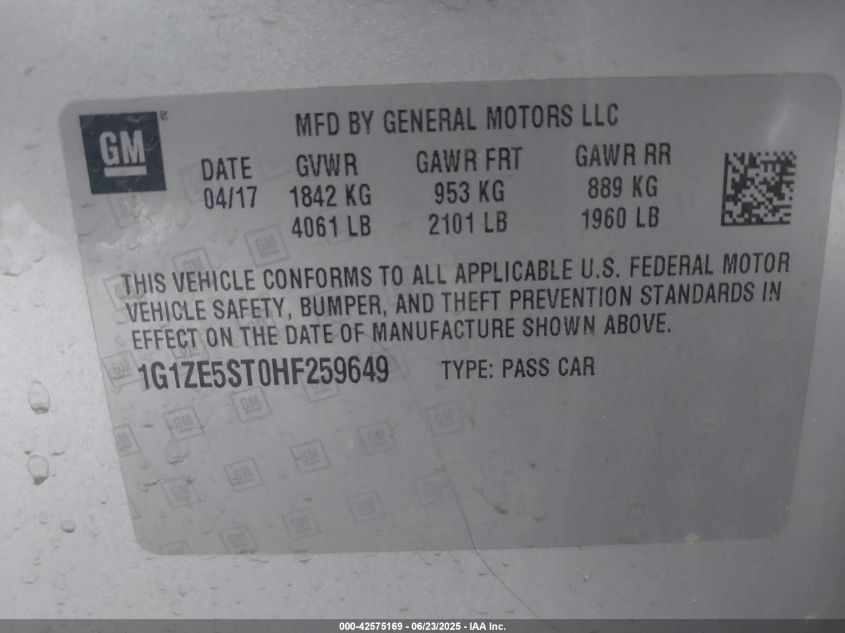 GM®
MFD BY GENERAL MOTORS LLC
DATE GVWR GAWR FRT GAWR RR
04/17 1842 KG 953 KG 889 KG
4061 LB 2101 LB 1960 LB
THIS VEHICLE CONFORMS TO ALL APPLICABLE U.S. FEDERAL MOTOR
VEHICLE SAFETY, BUMPER, AND THEFT PREVENTION STANDARDS IN
EFFECT ON THE DATE OF MANUFACTURE SHOWN ABOVE.
1G1ZE5ST0HF259649 TYPE: PASS CAR
000-42575169 - 06/23/2025 - IAA Inc.